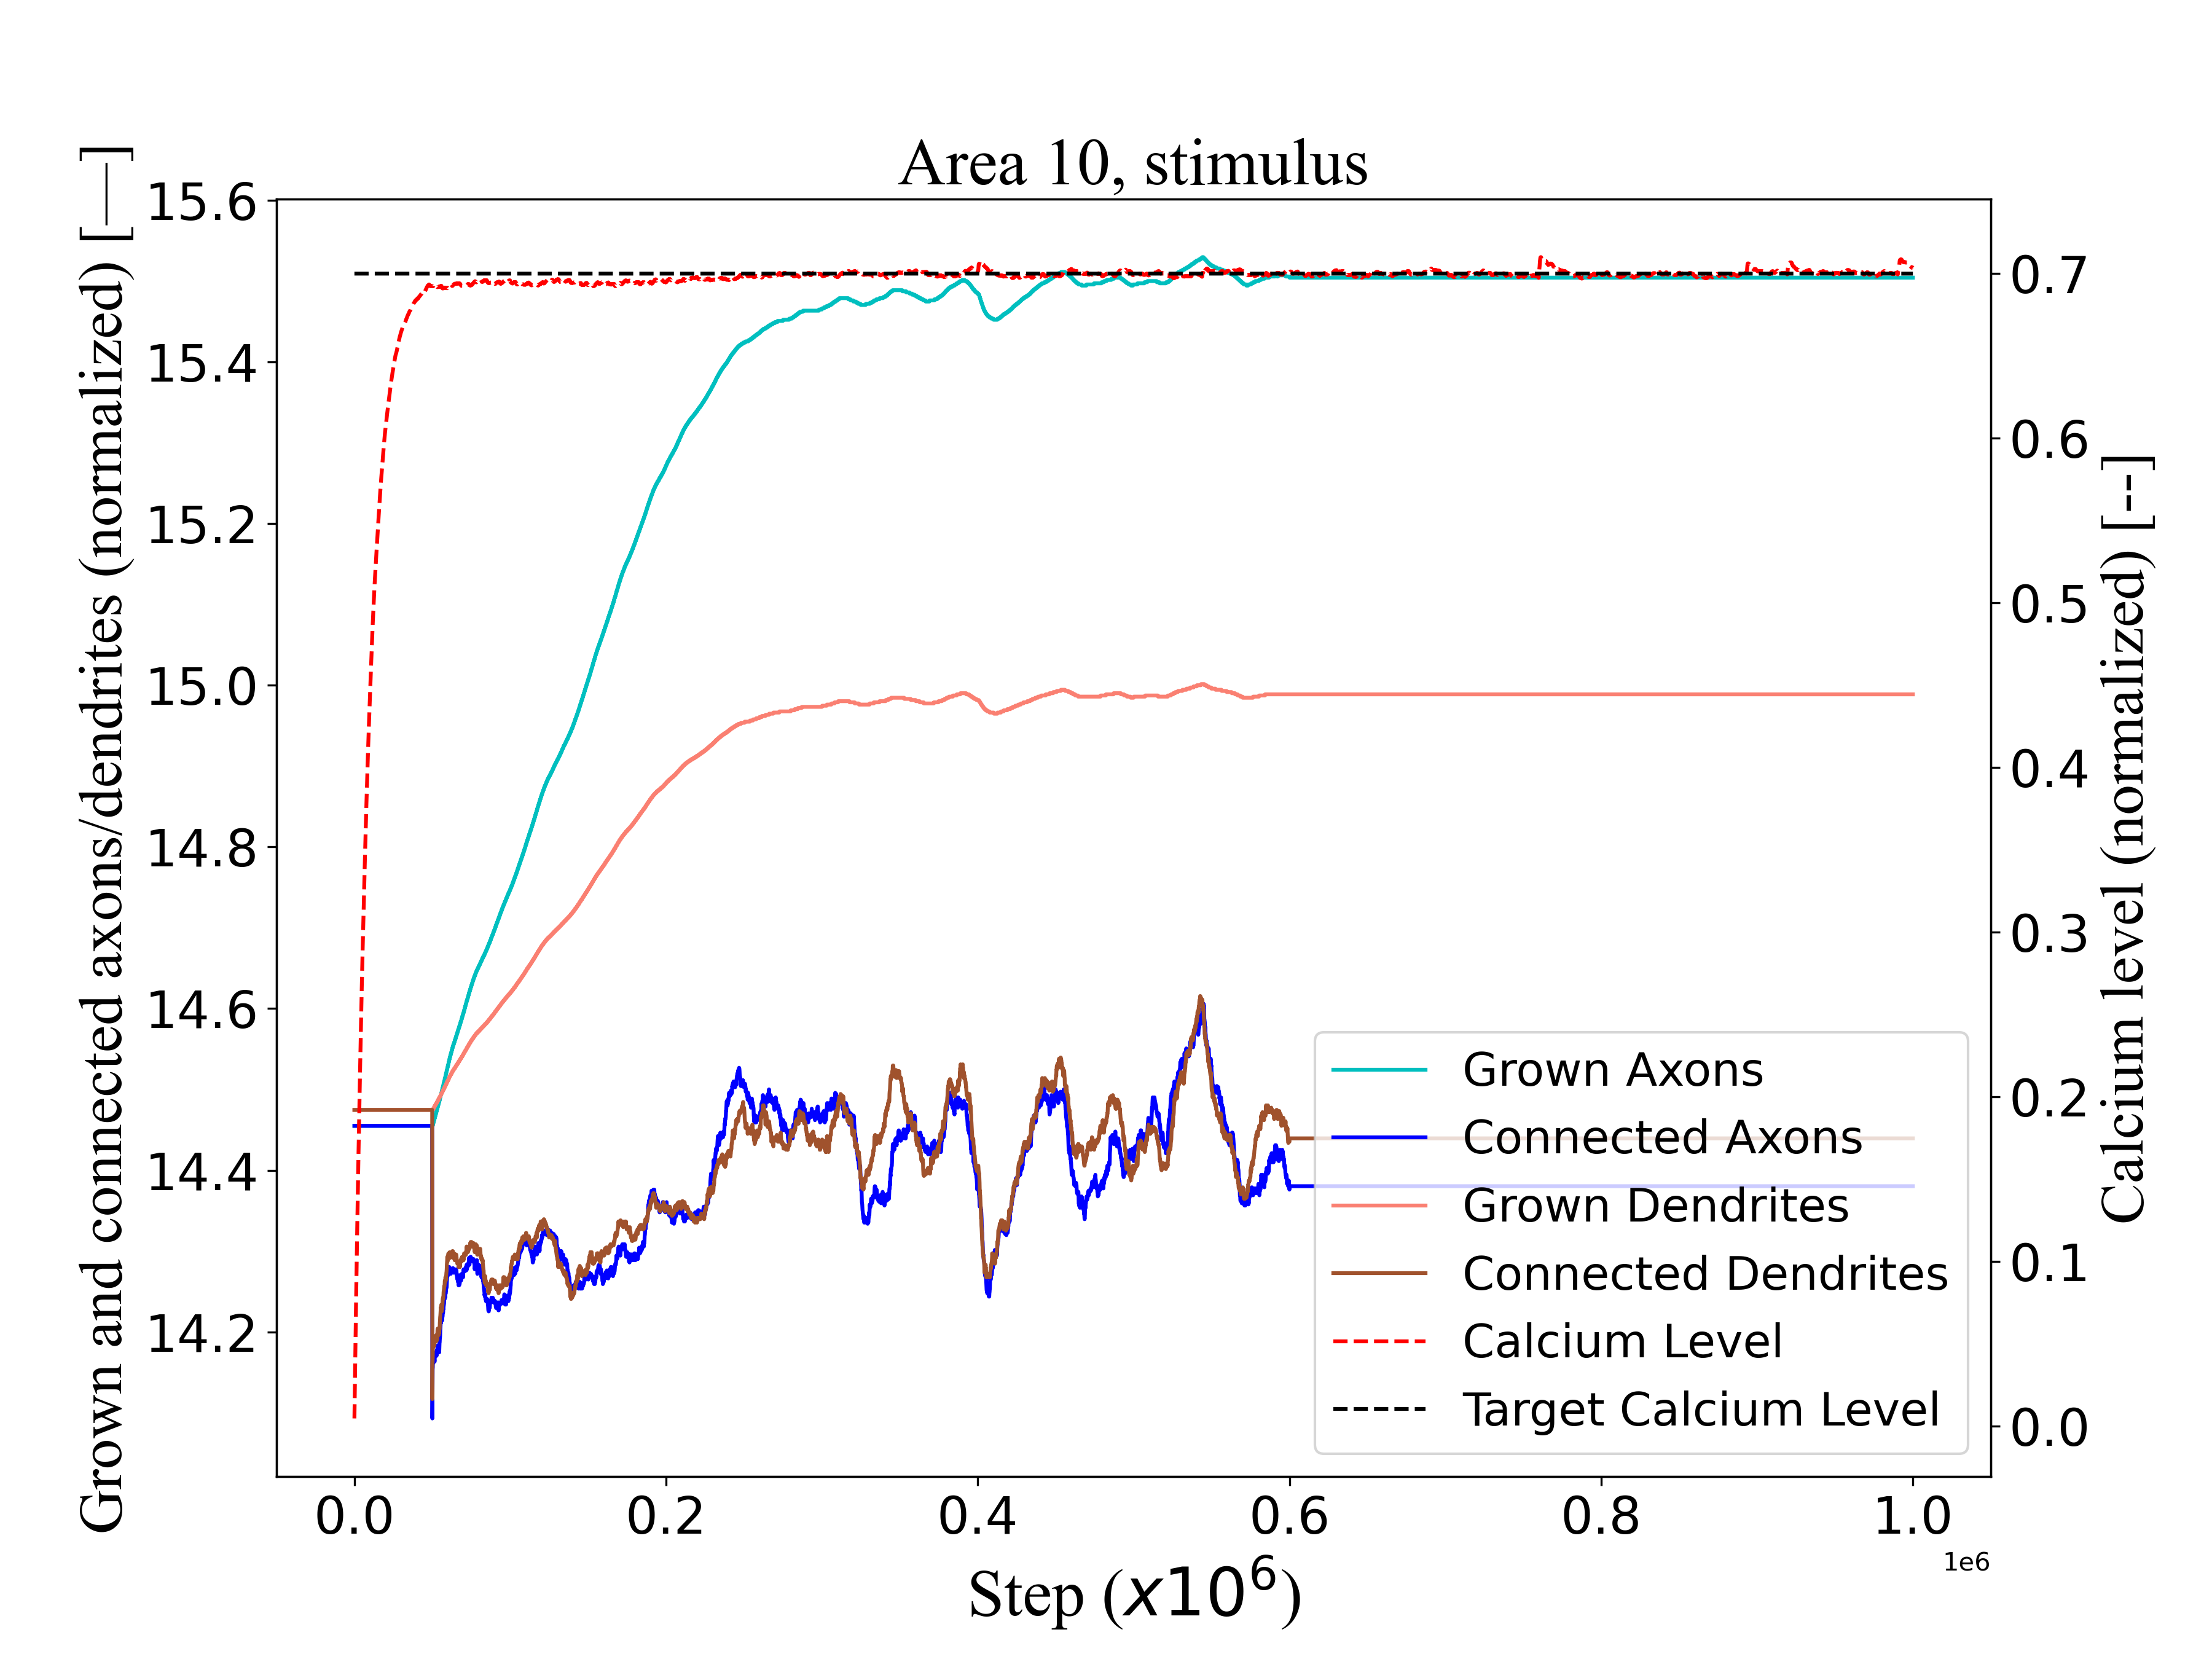 Area 10, stimulus
Grown and connected axons/dendrites (normalized) [—]
15.6
15.4
15.2
15.0
14.8
14.6
14.4
14.2
0.7
0.6
0.5
0.4
0.3
0.2
0.1
0.0
Calcium level (normalized) [--]
Grown Axons
Connected Axons
Grown Dendrites
Connected Dendrites
Calcium Level
Target Calcium Level
0.0 0.2 0.4 0.6 0.8 1.0
1e6
Step (x10⁶)